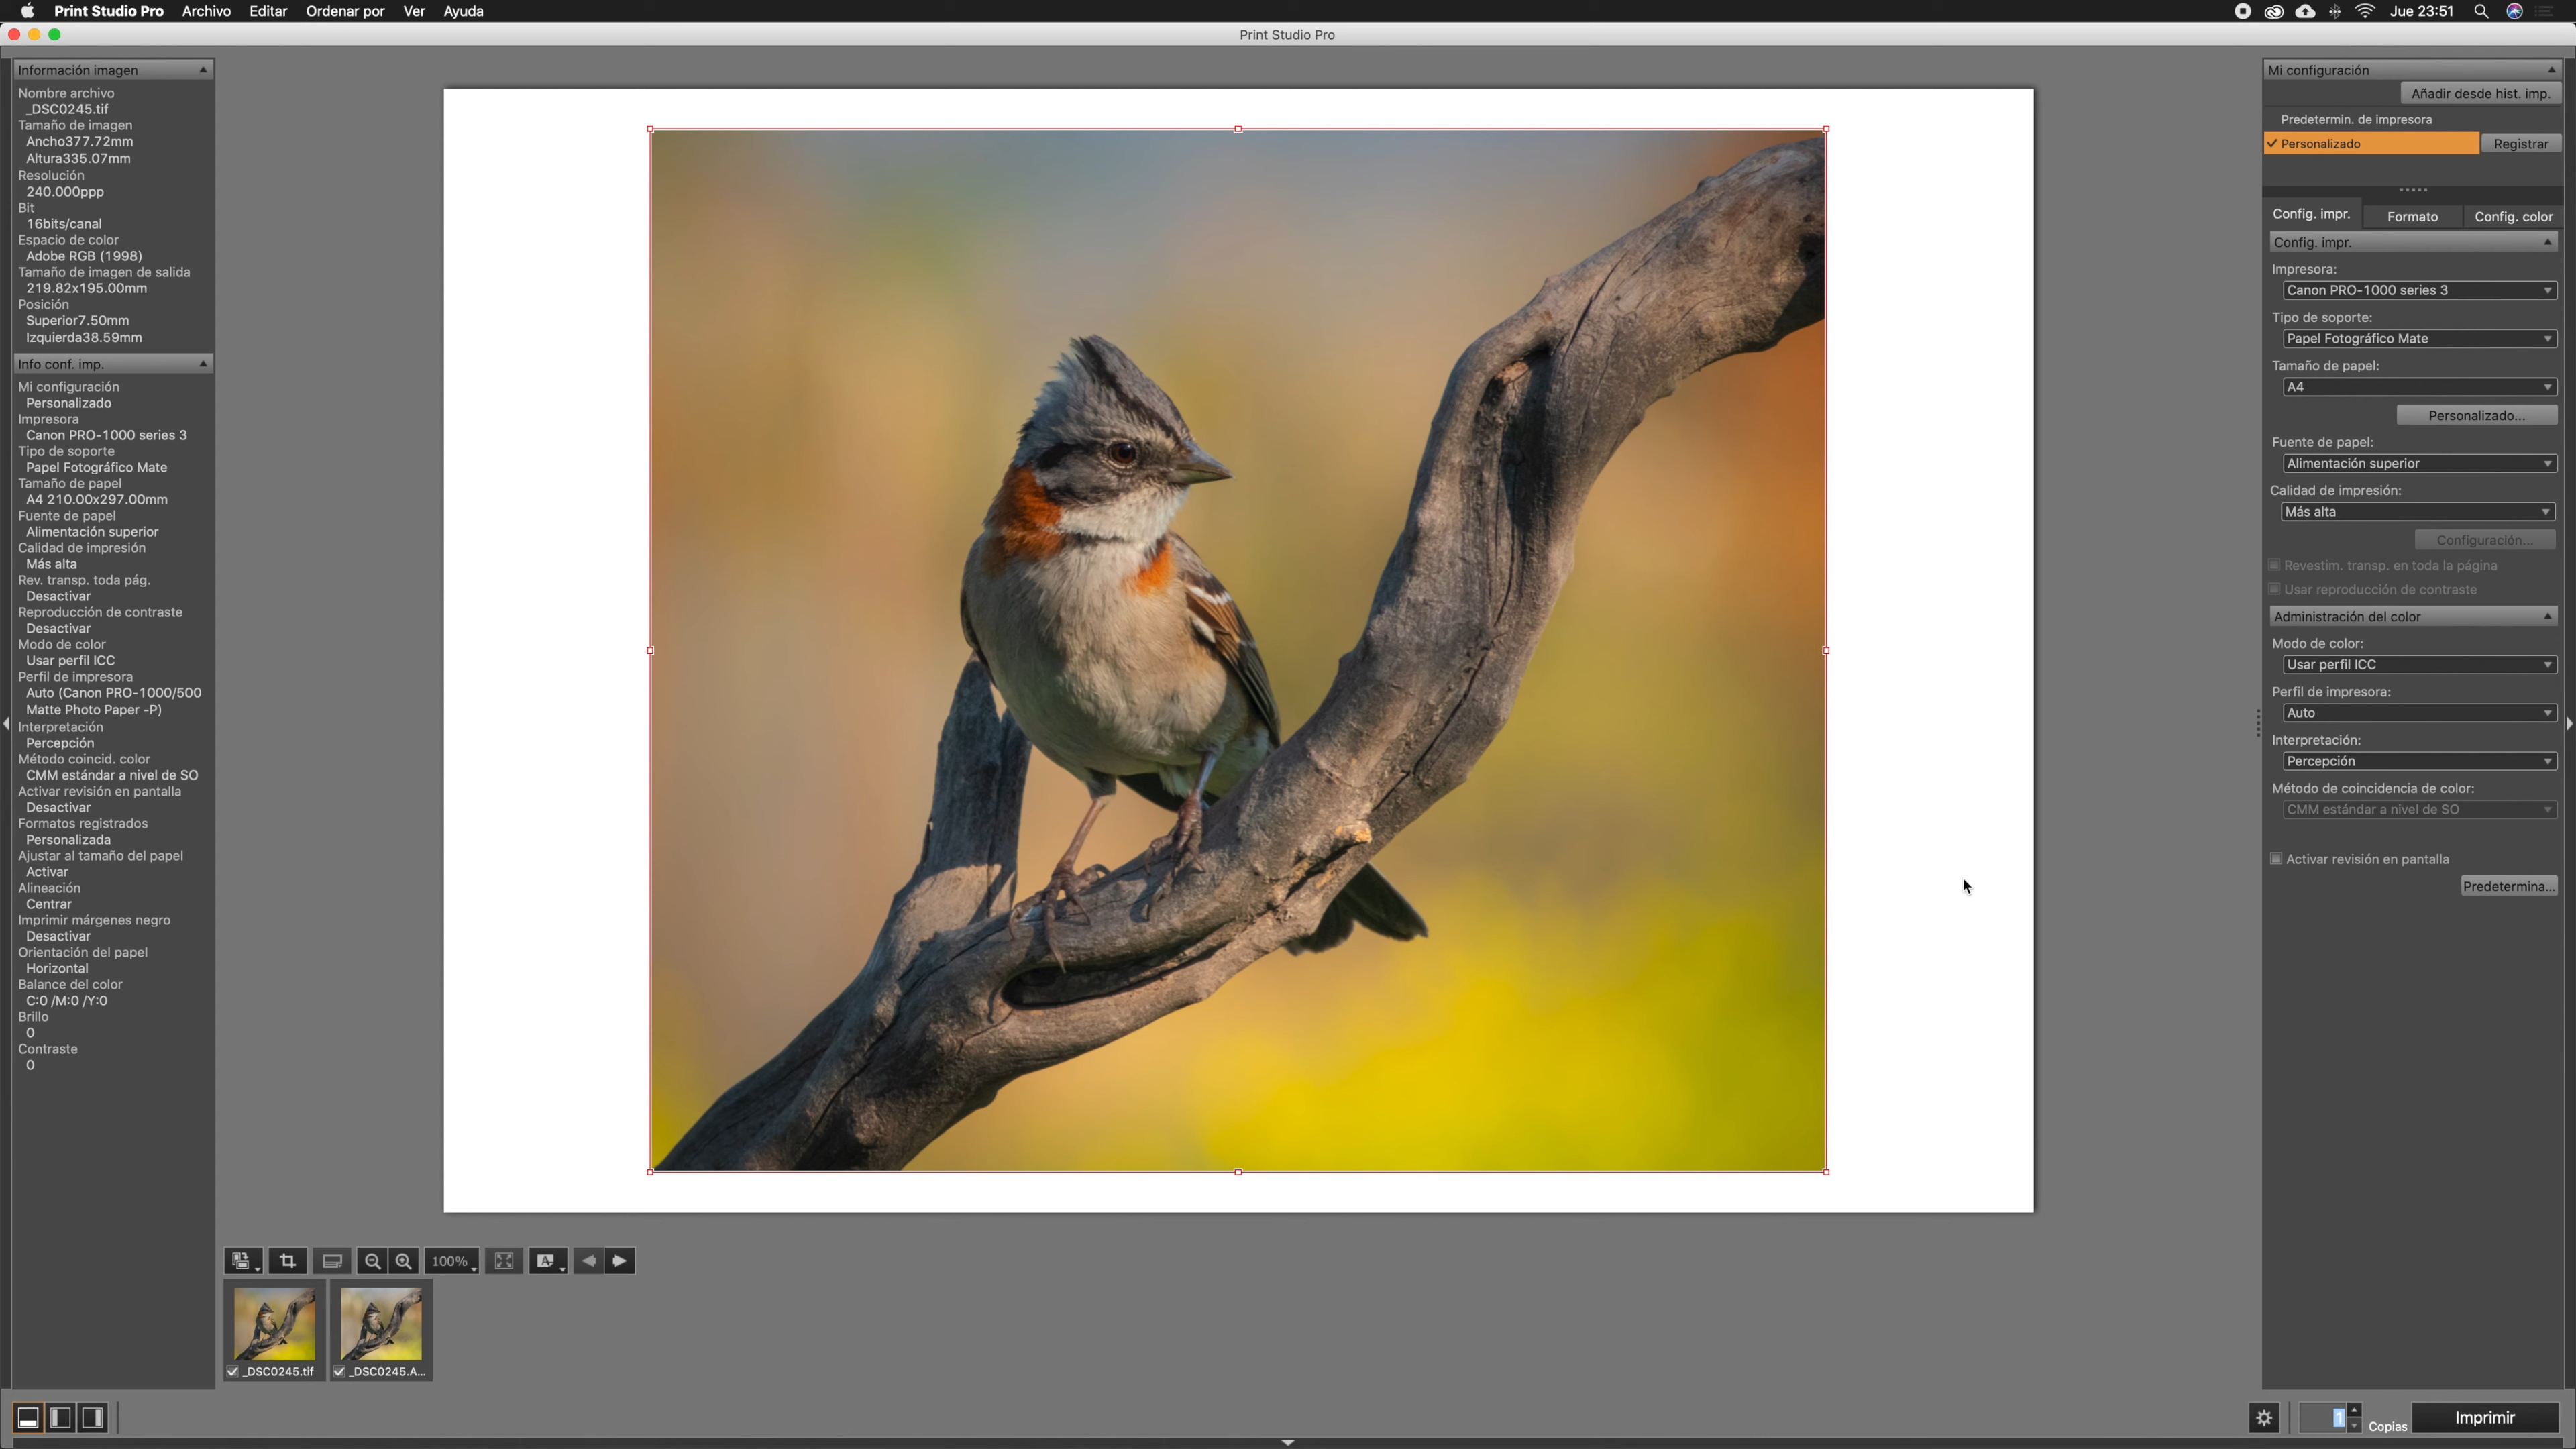 Print Studio Pro Archivo Editar Ordenar por Ver Ayuda Jue 23:51
Print Studio Pro
Información imagen
Nombre archivo
_DSC0245.tif
Tamaño de imagen
Ancho377.72mm
Altura335.07mm
Resolución
240.000ppp
Bit
16bits/canal
Espacio de color
Adobe RGB (1998)
Tamaño de imagen de salida
219.82x195.00mm
Posición
Superior7.50mm
Izquierda38.59mm
Info conf. imp.
Mi configuración
Personalizado
Impresora
Canon PRO-1000 series 3
Tipo de soporte
Papel Fotográfico Mate
Tamaño de papel
A4 210.00x297.00mm
Fuente de papel
Alimentación superior
Calidad de impresión
Más alta
Rev. transp. toda pág.
Desactivar
Reproducción de contraste
Desactivar
Modo de color
Usar perfil ICC
Perfil de impresora
Auto (Canon PRO-1000/500
Matte Photo Paper -P)
Interpretación
Percepción
Método coincid. color
CMM estándar a nivel de SO
Activar revisión en pantalla
Desactivar
Formatos registrados
Personalizada
Ajustar al tamaño del papel
Activar
Alineación
Centrar
Imprimir márgenes negro
Desactivar
Orientación del papel
Horizontal
Balance del color
C:0 /M:0 /Y:0
Brillo
0
Contraste
0
100%
_DSC0245.tif
_DSC0245.A...
Mi configuración
Añadir desde hist. imp.
Predetermin. de impresora
Personalizado Registrar
Config. impr. Formato Config. color
Config. impr.
Impresora:
Canon PRO-1000 series 3
Tipo de soporte:
Papel Fotográfico Mate
Tamaño de papel:
A4
Personalizado...
Fuente de papel:
Alimentación superior
Calidad de impresión:
Más alta
Configuración...
Revestim. transp. en toda la página
Usar reproducción de contraste
Administración del color
Modo de color:
Usar perfil ICC
Perfil de impresora:
Auto
Interpretación:
Percepción
Método de coincidencia de color:
CMM estándar a nivel de SO
Activar revisión en pantalla
Predetermina...
1 Copias Imprimir